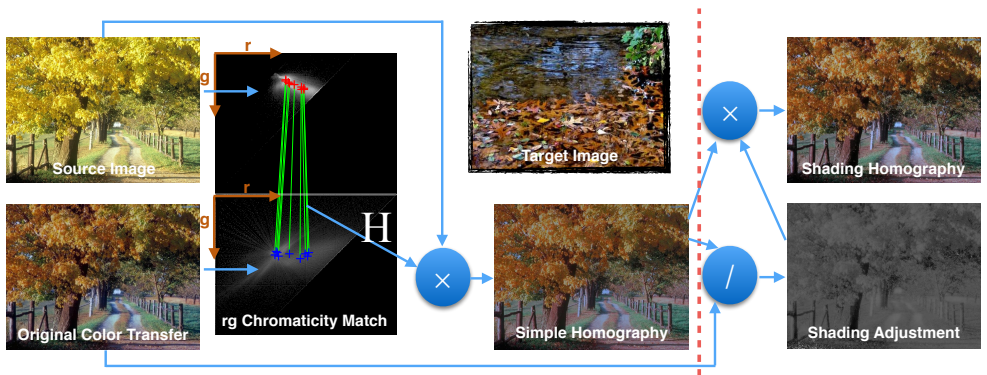 r
g
Source Image
Target Image
×
Shading Homography
r
g
H
×
/
Original Color Transfer
rg Chromaticity Match
Simple Homography
Shading Adjustment